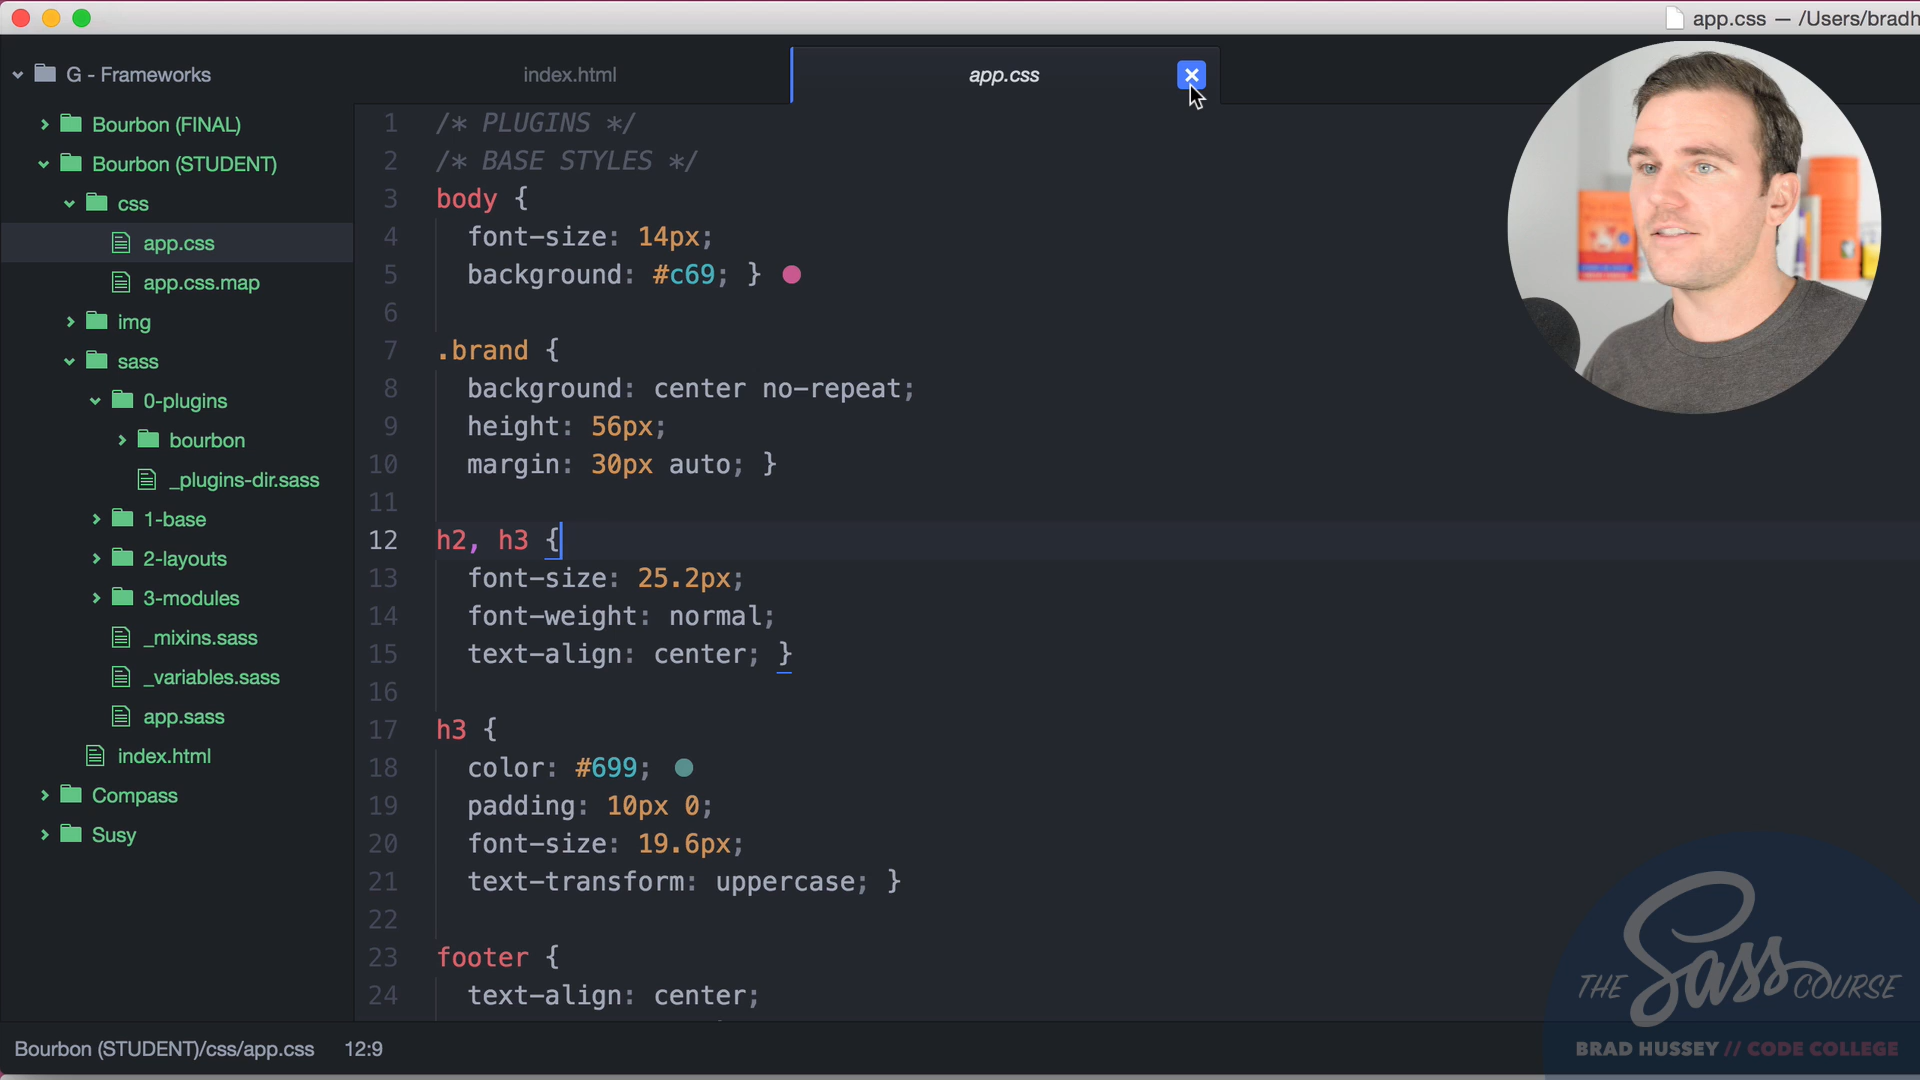 app.css — /Users/bradh
G - Frameworks
Bourbon (FINAL)
Bourbon (STUDENT)
css
app.css
app.css.map
img
sass
0-plugins
bourbon
_plugins-dir.sass
1-base
2-layouts
3-modules
_mixins.sass
_variables.sass
app.sass
index.html
Compass
Susy
index.html
app.css
1 /* PLUGINS */
2 /* BASE STYLES */
3 body {
4 font-size: 14px;
5 background: #c69; }
6
7 .brand {
8 background: center no-repeat;
9 height: 56px;
10 margin: 30px auto; }
11
12 h2, h3 {
13 font-size: 25.2px;
14 font-weight: normal;
15 text-align: center; }
16
17 h3 {
18 color: #699;
19 padding: 10px 0;
20 font-size: 19.6px;
21 text-transform: uppercase; }
22
23 footer {
24 text-align: center;
THE Sass COURSE
BRAD HUSSEY // CODE COLLEGE
Bourbon (STUDENT)/css/app.css 12:9